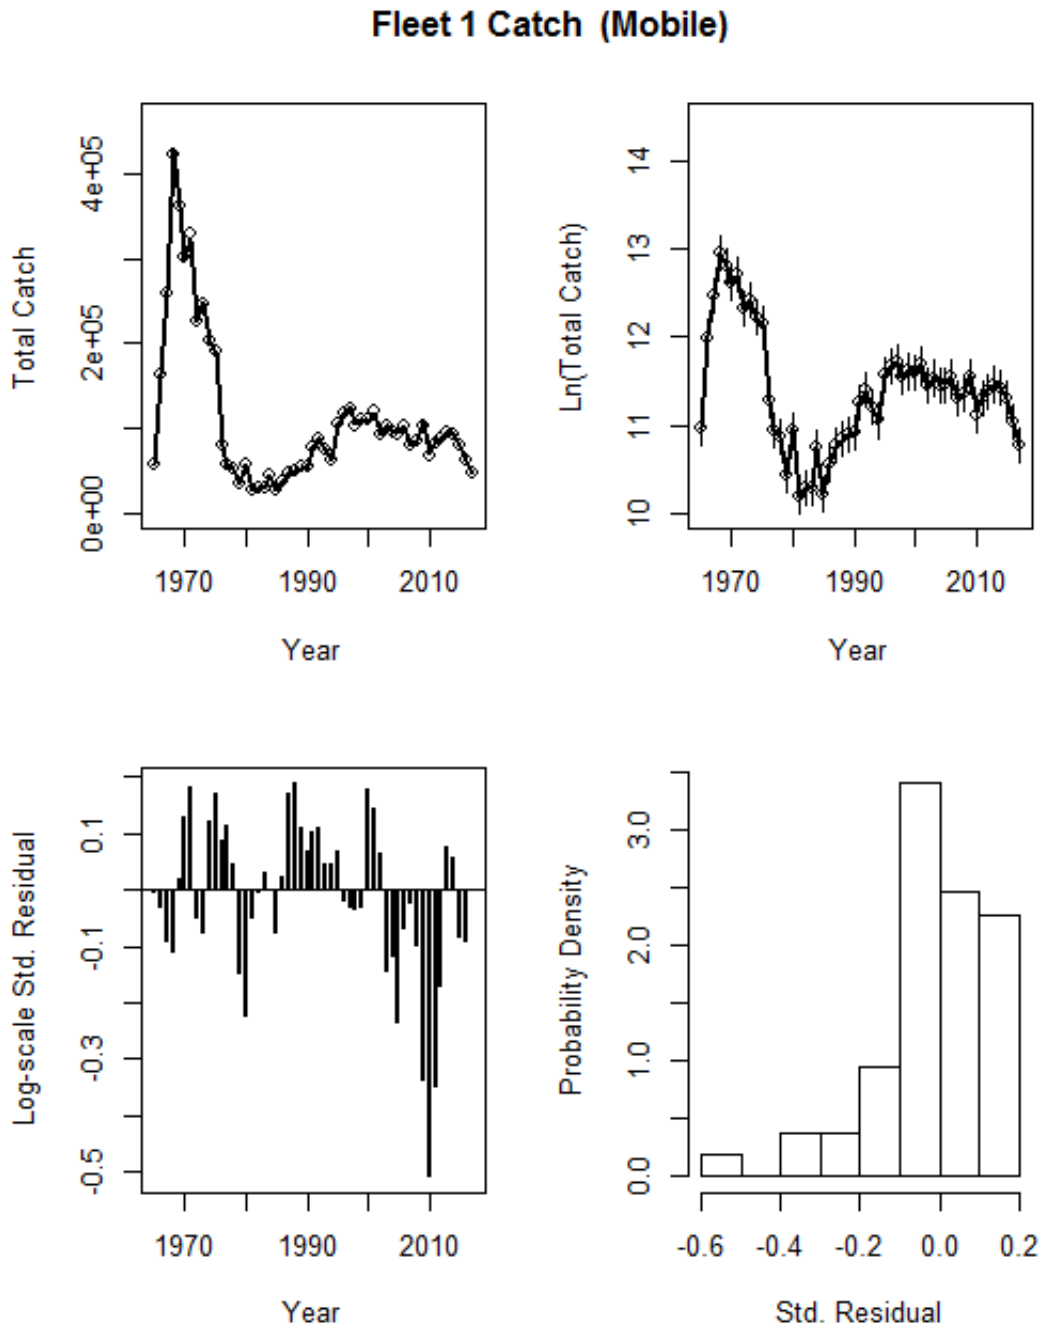 Fleet 1 Catch  (Mobile)
Total Catch
4e+05
2e+05
0e+00
1970 1990 2010
Year
Ln(Total Catch)
14
13
12
11
10
1970 1990 2010
Year
Log-scale Std. Residual
0.1
-0.1
-0.3
-0.5
1970 1990 2010
Year
Probability Density
3.0
2.0
1.0
0.0
-0.6 -0.4 -0.2 0.0 0.2
Std. Residual